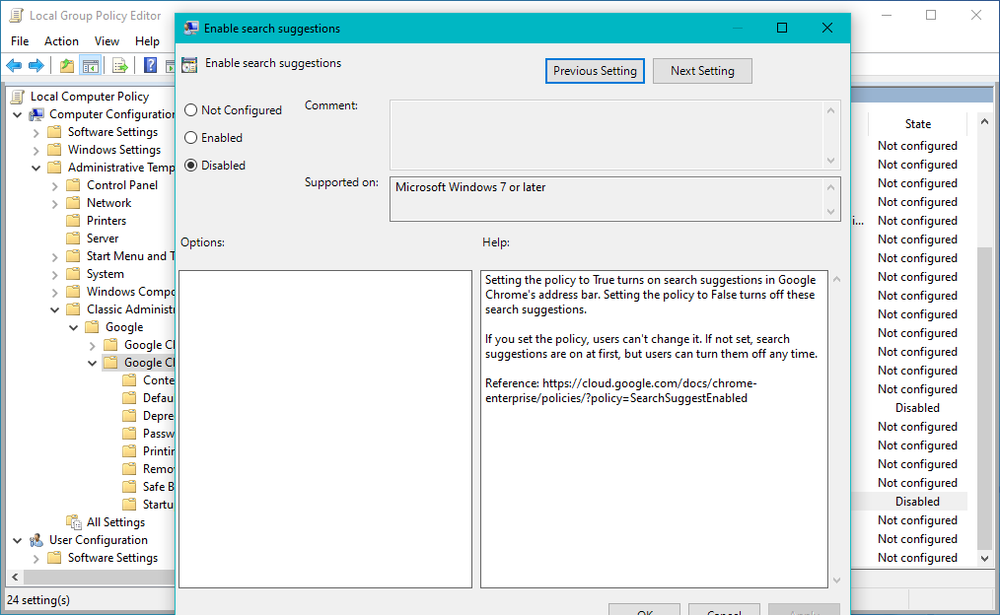 Local Group Policy Editor
File Action View Help
Local Computer Policy
Computer Configuration
Software Settings
Windows Settings
Administrative Temp
Control Panel
Network
Printers
Server
Start Menu and T
System
Windows Compo
Classic Administ
Google
Google Cl
Google Cl
Conte
Defau
Depre
Passw
Printin
Remo
Safe B
Startu
All Settings
User Configuration
Software Settings
24 setting(s)
Enable search suggestions
Enable search suggestions
Previous Setting Next Setting
Not Configured
Enabled
Disabled
Comment:
Supported on:
Microsoft Windows 7 or later
Options:
Help:
Setting the policy to True turns on search suggestions in Google
Chrome's address bar. Setting the policy to False turns off these
search suggestions.
If you set the policy, users can't change it. If not set, search
suggestions are on at first, but users can turn them off any time.
Reference: https://cloud.google.com/docs/chrome-
enterprise/policies/?policy=SearchSuggestEnabled
OK Cancel Apply
State
Not configured
Not configured
Not configured
Not configured
i... Not configured
Not configured
Not configured
Not configured
Not configured
Not configured
Not configured
Not configured
Not configured
Not configured
Disabled
Not configured
Not configured
Not configured
Not configured
Disabled
Not configured
Not configured
Not configured